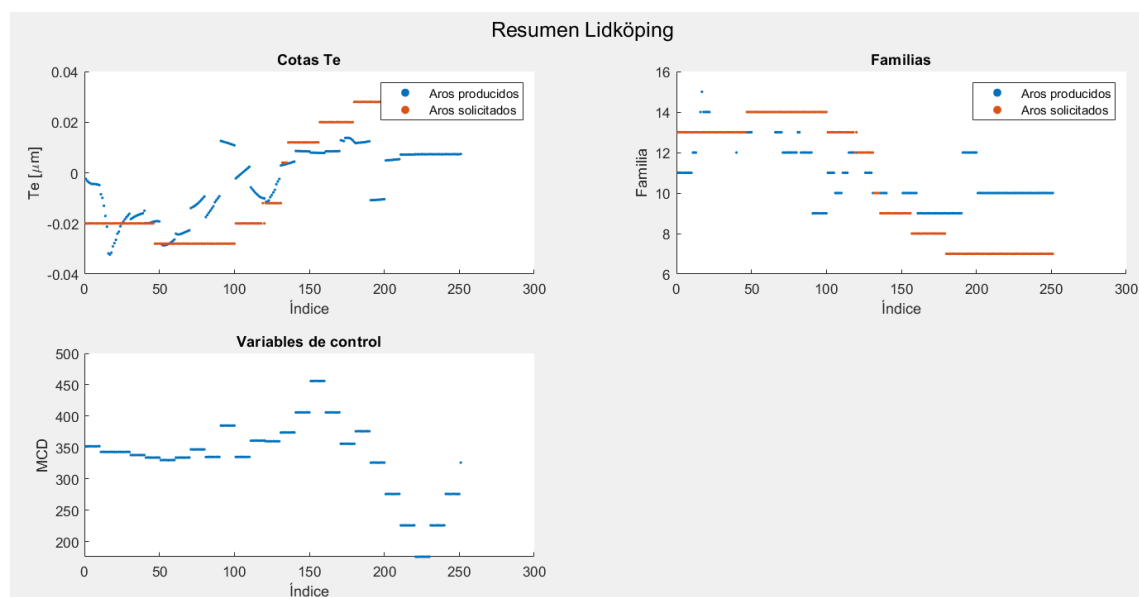 Resumen Lidköping
Cotas Te
0.04
0.02
0
-0.02
-0.04
Te [μm]
0 50 100 150 200 250 300
Índice
Aros producidos
Aros solicitados
Familias
16
14
12
10
8
6
Familia
0 50 100 150 200 250 300
Índice
Aros producidos
Aros solicitados
Variables de control
500
450
400
350
300
250
200
MCD
0 50 100 150 200 250 300
Índice